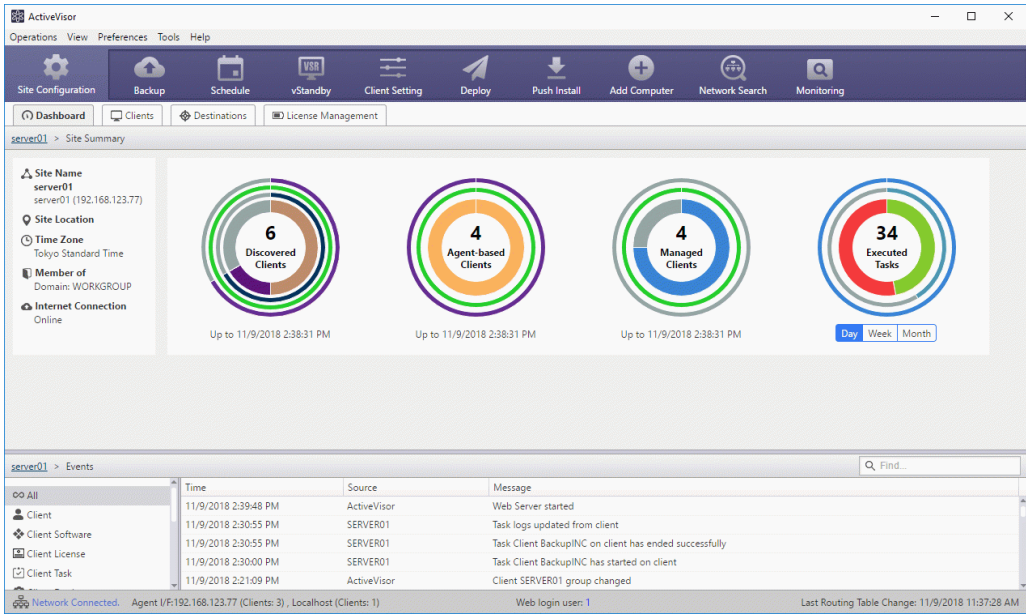 ActiveVisor
Operations View Preferences Tools Help
VSR
Site Configuration Backup Schedule vStandby Client Setting Deploy Push Install Add Computer Network Search Monitoring
Dashboard Clients Destinations License Management
server01 > Site Summary
Site Name
server01
server01 (192.168.123.77)
Site Location
Time Zone
Tokyo Standard Time
Member of
Domain: WORKGROUP
Internet Connection
Online
6
Discovered
Clients
Up to 11/9/2018 2:38:31 PM
4
Agent-based
Clients
Up to 11/9/2018 2:38:31 PM
4
Managed
Clients
Up to 11/9/2018 2:38:31 PM
34
Executed
Tasks
Day Week Month
server01 > Events
Find...
All
Client
Client Software
Client License
Client Task
Time Source Message
11/9/2018 2:39:48 PM ActiveVisor Web Server started
11/9/2018 2:30:55 PM SERVER01 Task logs updated from client
11/9/2018 2:30:55 PM SERVER01 Task Client BackupINC on client has ended successfully
11/9/2018 2:30:00 PM SERVER01 Task Client BackupINC has started on client
11/9/2018 2:21:09 PM ActiveVisor Client SERVER01 group changed
Network Connected. Agent I/F:192.168.123.77 (Clients: 3) , Localhost (Clients: 1) Web login user: 1 Last Routing Table Change: 11/9/2018 11:37:28 AM